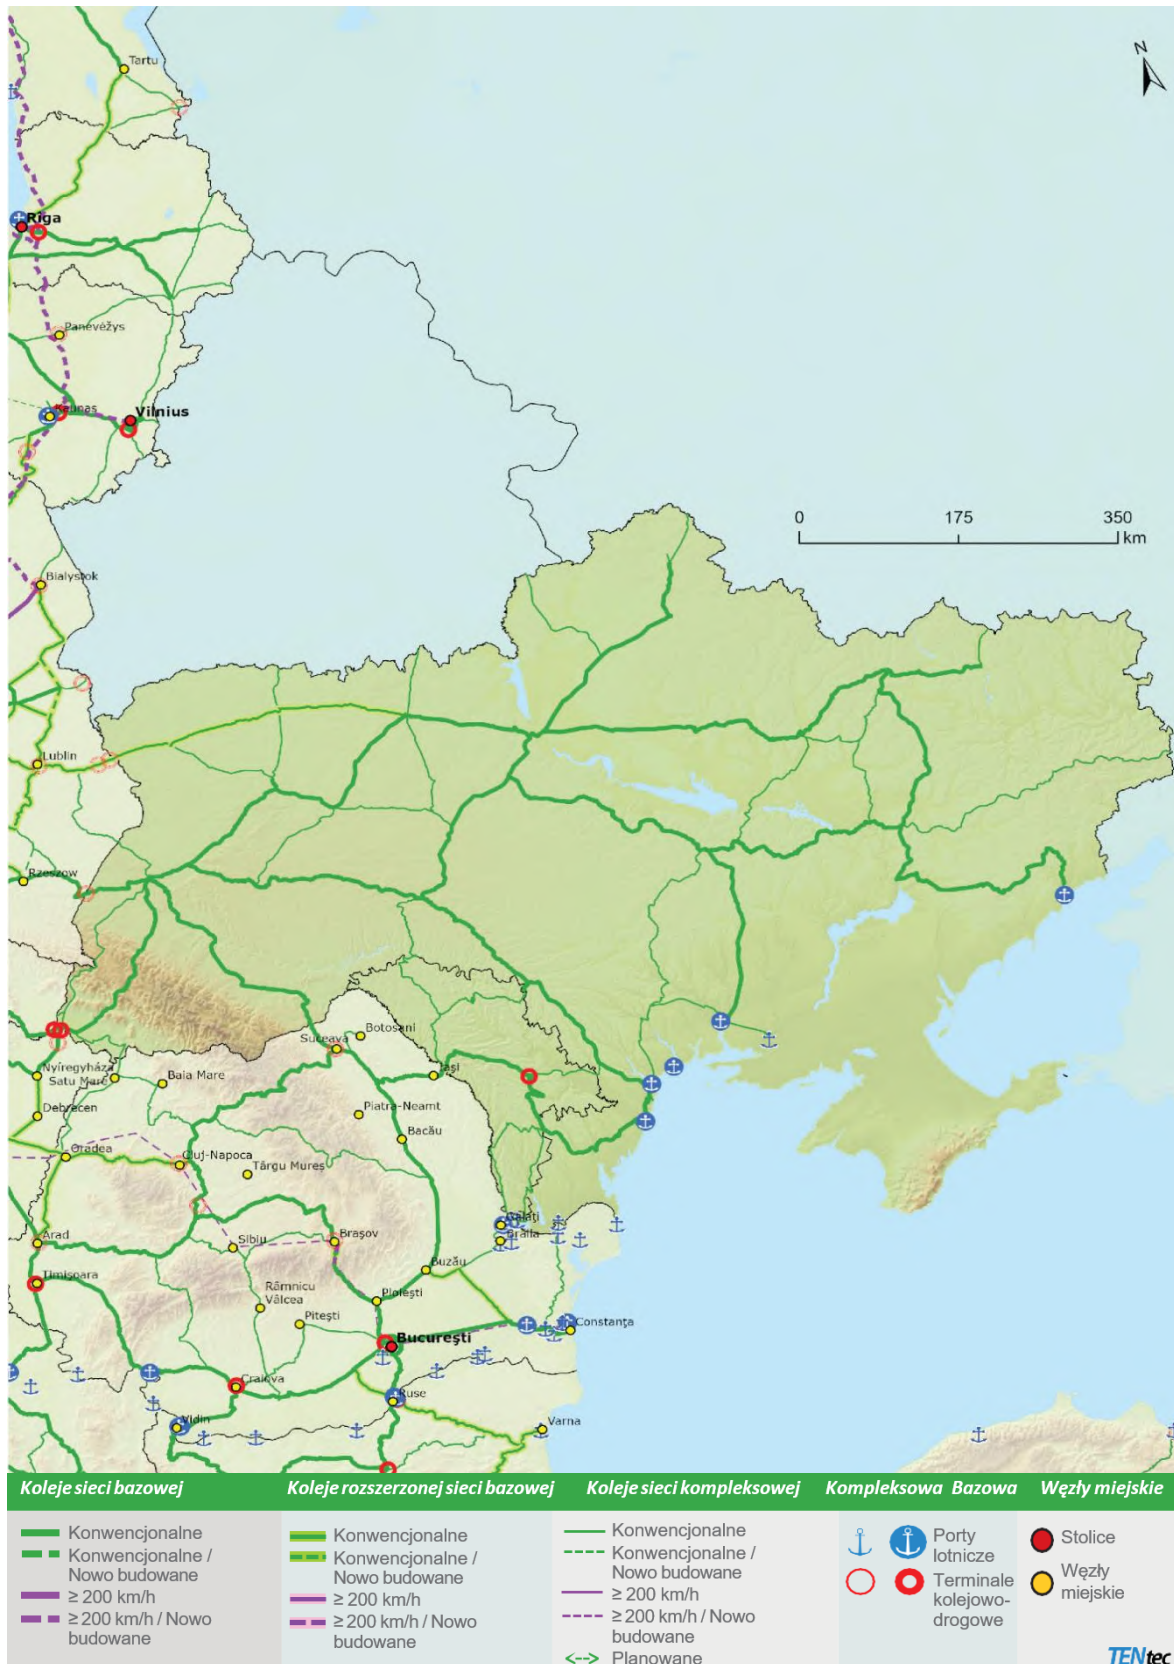 N
Tartu
Riga
Panevėžys
Kaunas
Vilnius
0 175 350
km
Bialystok
Lublin
Rzeszow
Botoșani
Suceava
Nyíregyháza
Satu Mare
Baia Mare
Iași
Debrecen
Piatra-Neamt
Bacău
Oradea
Cluj-Napoca
Târgu Mureș
Galați
Brăila
Arad
Sibiu
Brașov
Timișoara
Buzău
Râmnicu
Vâlcea
Ploiești
Pitești
București
Constanța
Craiova
Ruse
Vidin
Varna
Koleje sieci bazowej
Konwencjonalne
Konwencjonalne /
Nowo budowane
≥ 200 km/h
≥ 200 km/h / Nowo
budowane
Koleje rozszerzonej sieci bazowej
Konwencjonalne
Konwencjonalne /
Nowo budowane
≥ 200 km/h
≥ 200 km/h / Nowo
budowane
Koleje sieci kompleksowej
Konwencjonalne
Konwencjonalne /
Nowo budowane
≥ 200 km/h
≥ 200 km/h / Nowo
budowane
Planowane
Kompleksowa Bazowa
Porty
lotnicze
Terminale
kolejowo-
drogowe
Węzły miejskie
Stolice
Węzły
miejskie
TENtec